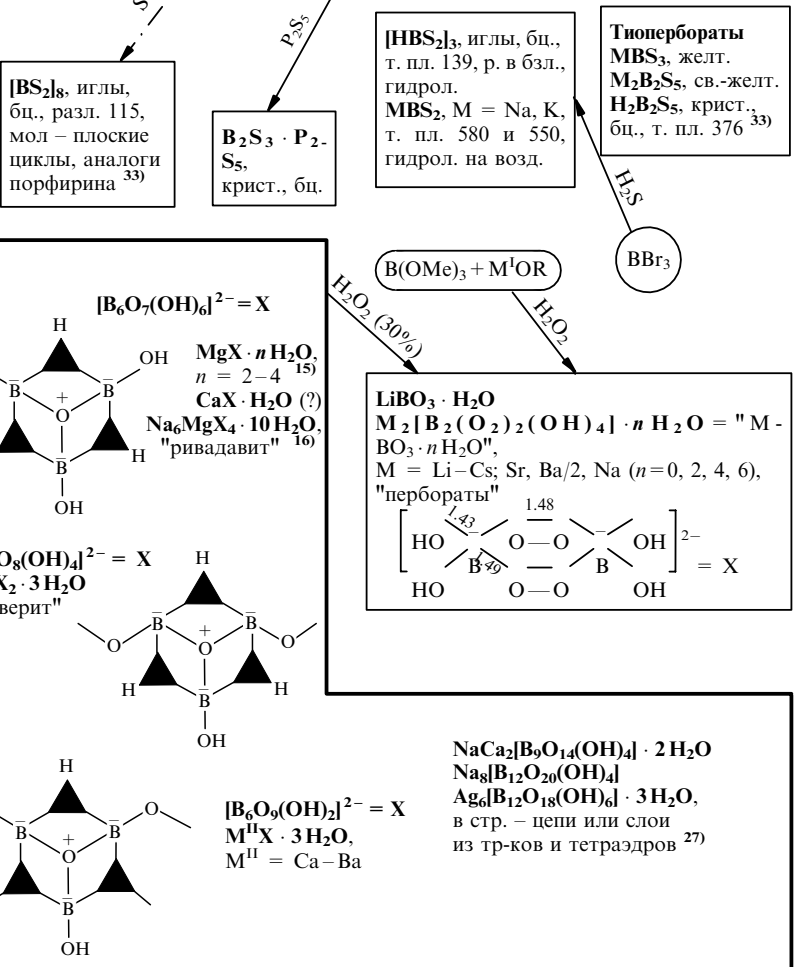 S
P₂S₅
[BS₂]₈, иглы,
бц., разл. 115,
мол – плоские
циклы, аналоги
порфирина ³³⁾
B₂S₃ · P₂-
S₅,
крист., бц.
[HBS₂]₃, иглы, бц.,
т. пл. 139, р. в бзл.,
гидрол.
MBS₂, M = Na, K,
т. пл. 580 и 550,
гидрол. на возд.
Тиопербораты
MBS₃, желт.
M₂B₂S₅, св.-желт.
H₂B₂S₅, крист.,
бц., т. пл. 376 ³³⁾
H₂S
BBr₃
B(OMe)₃ + MᴵOR
H₂O₂ (30%)
H₂O₂
LiBO₃ · H₂O
M₂[B₂(O₂)₂(OH)₄] · n H₂O = "M-
BO₃ · n H₂O",
M = Li–Cs; Sr, Ba/2, Na (n=0, 2, 4, 6),
"пербораты"
1.43 1.48
HO O—O OH 2−
B 1.49 B = X
HO O—O OH
[B₆O₇(OH)₆]²⁻ = X
H
OH
B̄ + B̄
O
H
B̄
OH
MgX · n H₂O,
n = 2–4 ¹⁵⁾
CaX · H₂O (?)
Na₆MgX₄ · 10 H₂O,
"ривадавит" ¹⁶⁾
O₈(OH)₄]²⁻ = X
X₂ · 3 H₂O
верит"
H
B̄ + B̄
O O O
H H
B̄
OH
H
O
B̄ + B̄
O
B̄
OH
[B₆O₉(OH)₂]²⁻ = X
MᴵᴵX · 3 H₂O,
Mᴵᴵ = Ca–Ba
NaCa₂[B₉O₁₄(OH)₄] · 2 H₂O
Na₈[B₁₂O₂₀(OH)₄]
Ag₆[B₁₂O₁₈(OH)₆] · 3 H₂O,
в стр. – цепи или слои
из тр-ков и тетраэдров ²⁷⁾